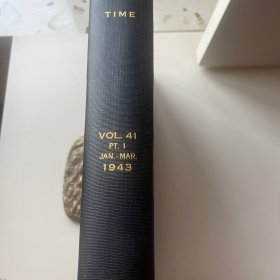 TIME
VOL. 41
PT. 1
JAN.-MAR.
1943